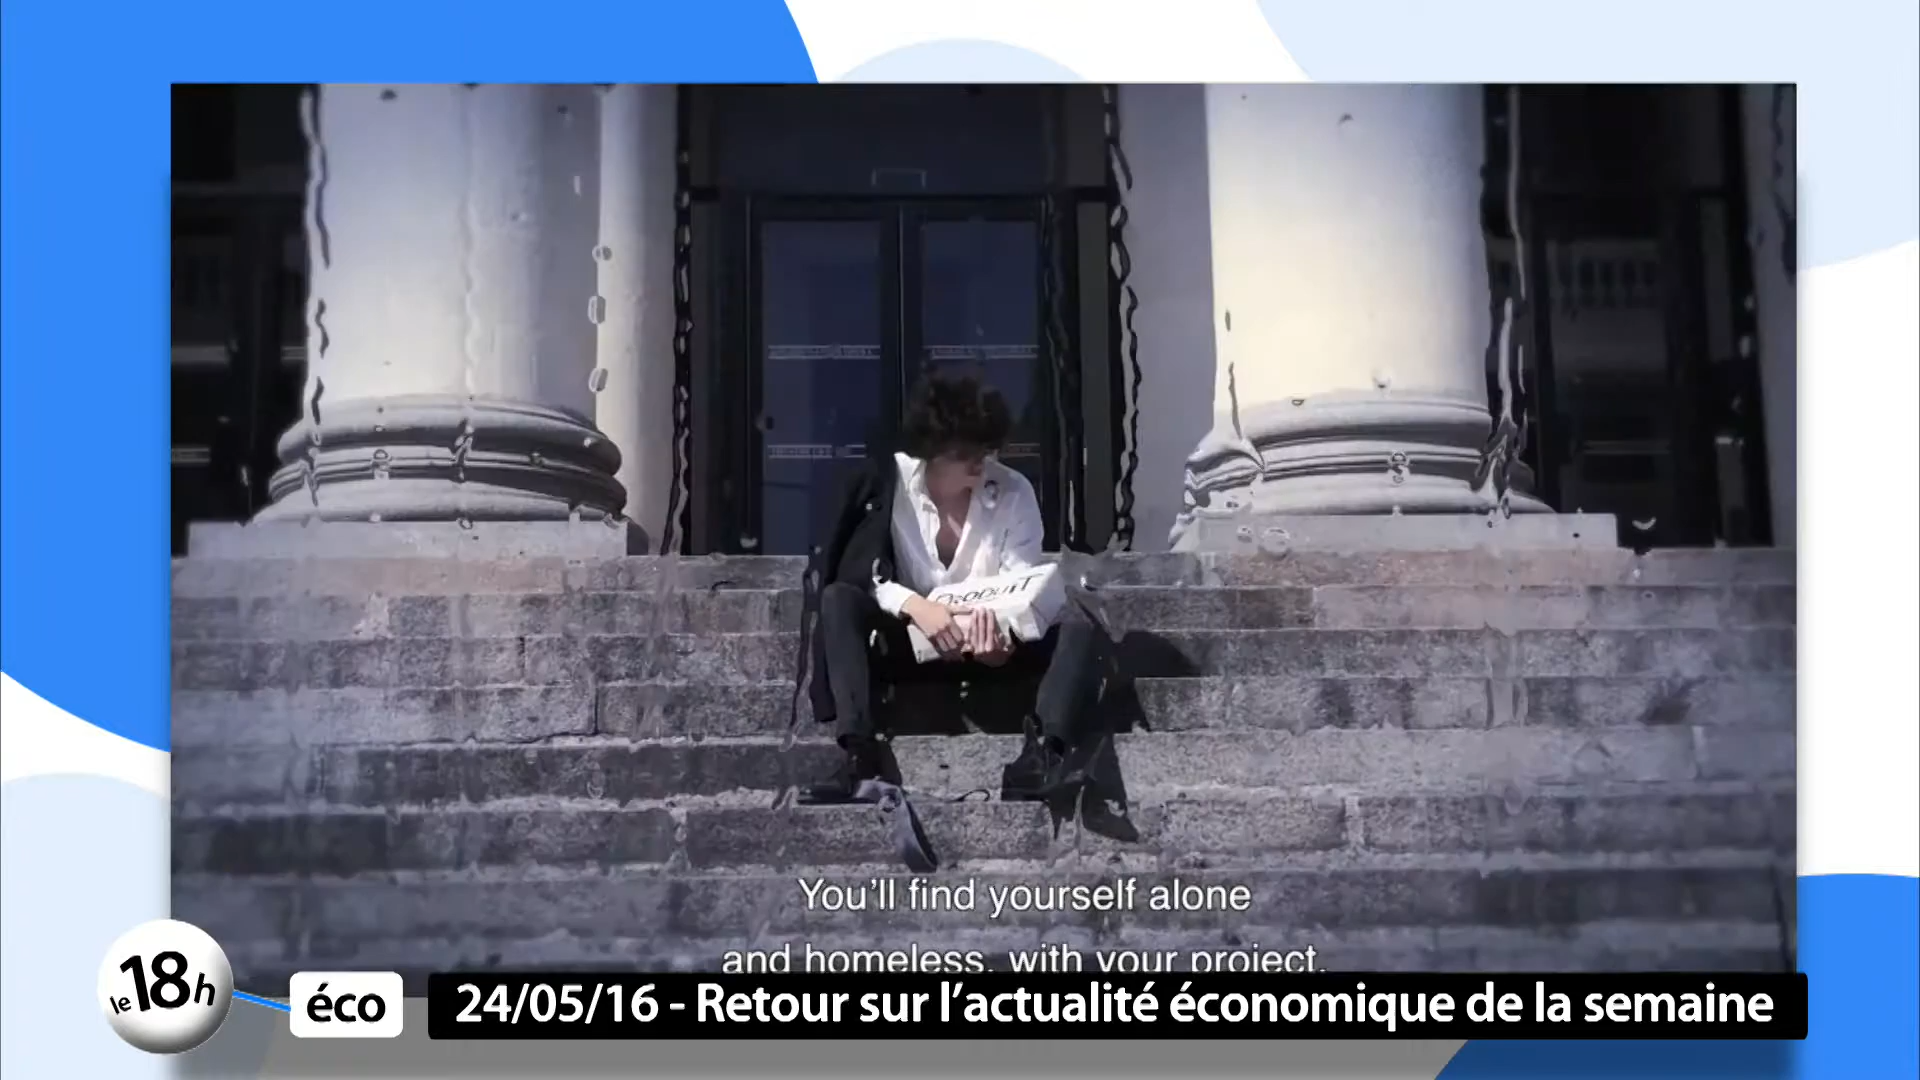 PRODUIT
You'll find yourself alone
and homeless, with your project.
le 18h
éco
24/05/16 - Retour sur l'actualité économique de la semaine